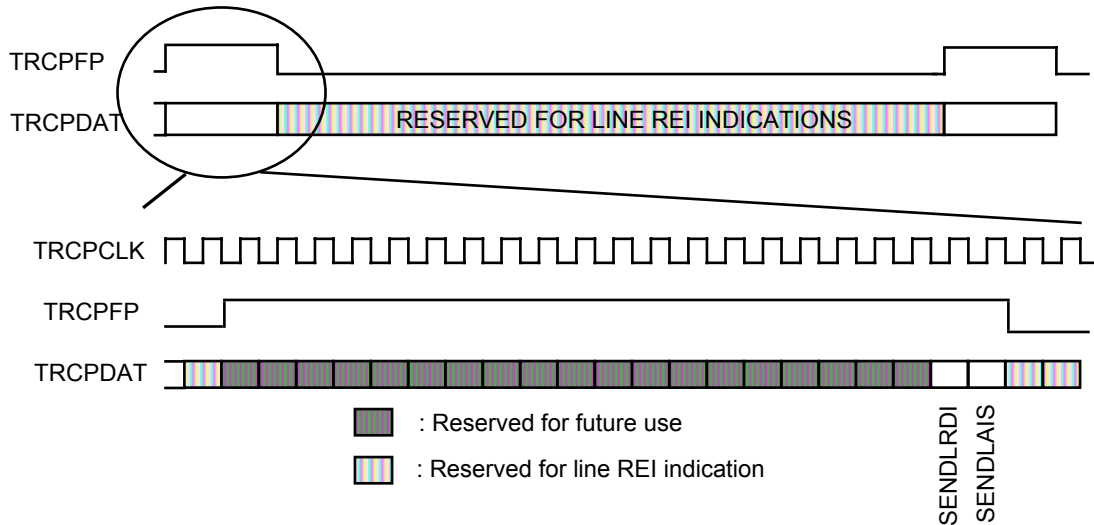 TRCPFP
TRCPDAT
RESERVED FOR LINE REI INDICATIONS
TRCPCLK
TRCPFP
TRCPDAT
: Reserved for future use
: Reserved for line REI indication
SENDLRDI
SENDLAIS